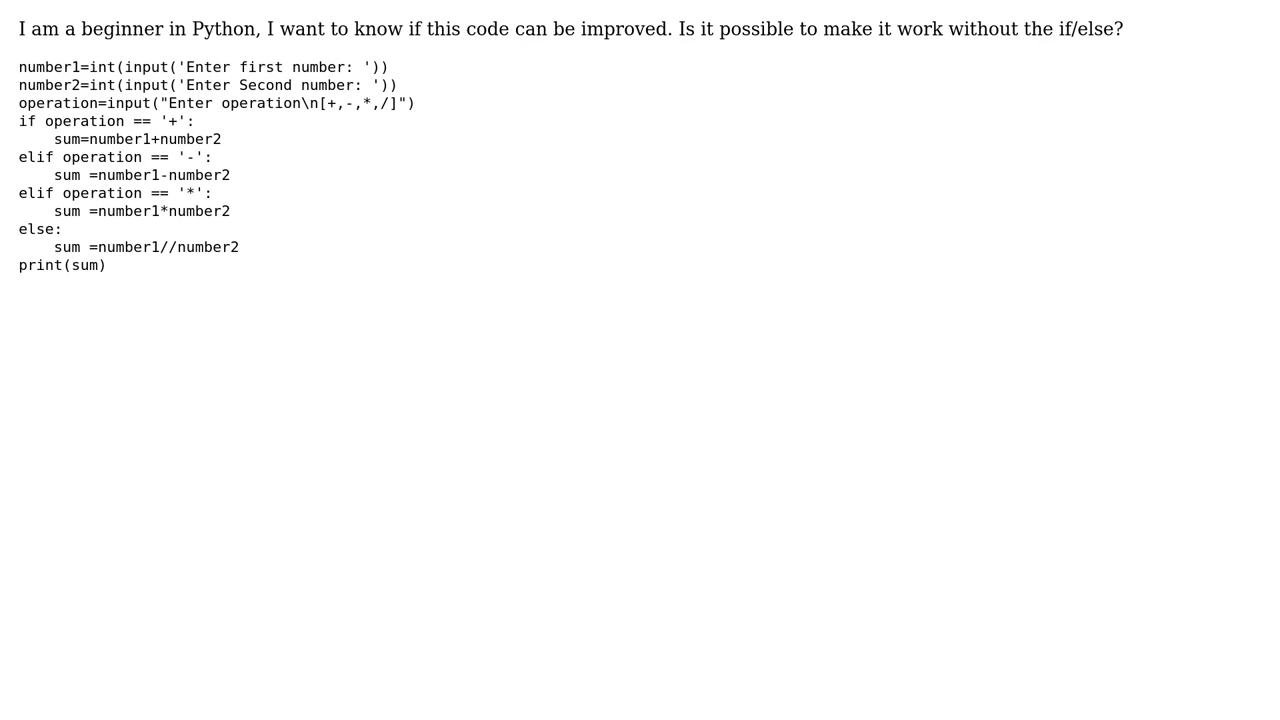 I am a beginner in Python, I want to know if this code can be improved. Is it possible to make it work without the if/else?
number1=int(input('Enter first number: '))
number2=int(input('Enter Second number: '))
operation=input("Enter operation\n[+,-,*,/]")
if operation == '+':
    sum=number1+number2
elif operation == '-':
    sum =number1-number2
elif operation == '*':
    sum =number1*number2
else:
    sum =number1//number2
print(sum)